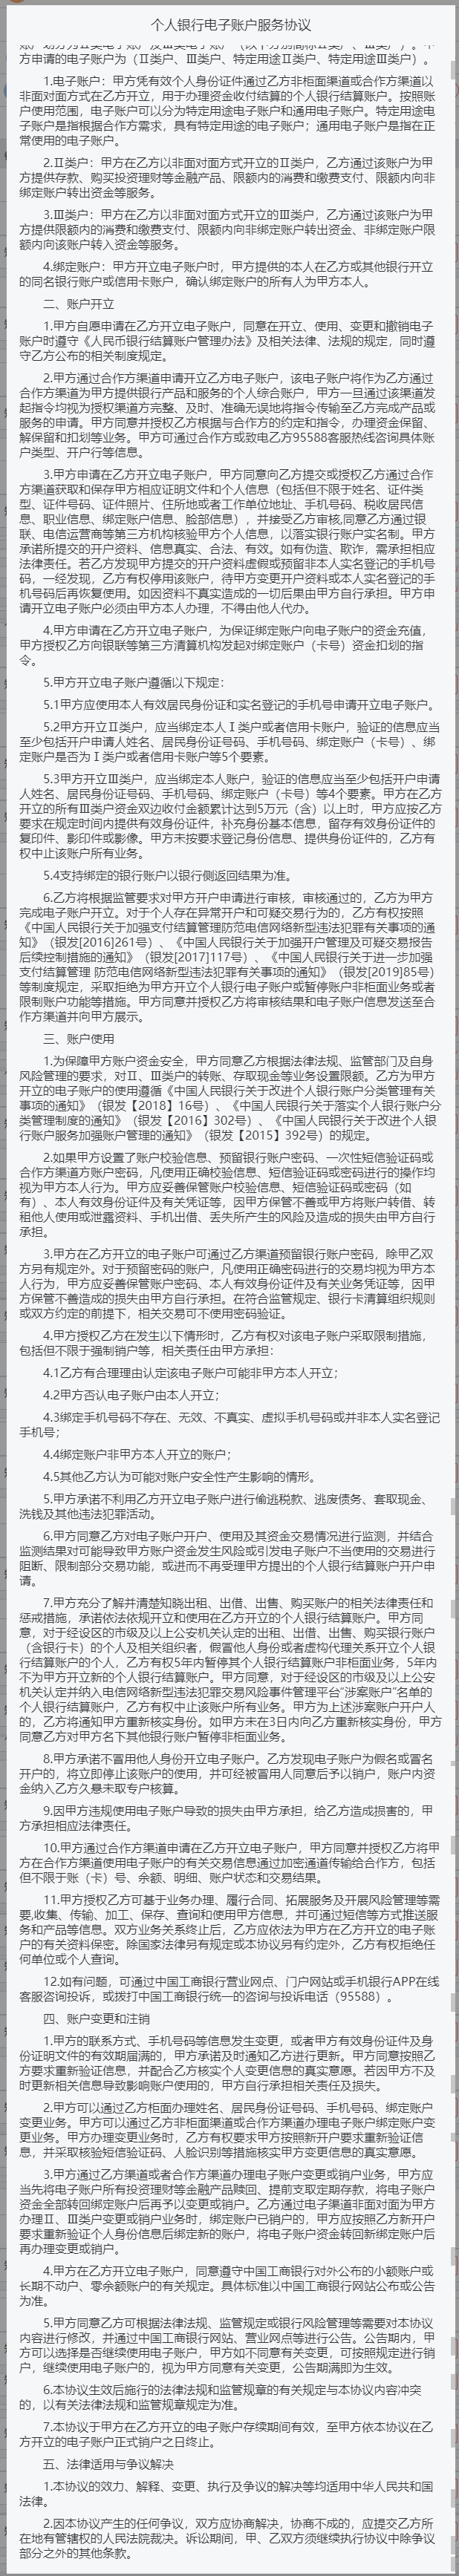 个人银行电子账户服务协议
方申请的电子账户为（Ⅱ类户、Ⅲ类户、特定用途Ⅱ类户、特定用途Ⅲ类户）。
1.电子账户：甲方凭有效个人身份证件通过乙方非柜面渠道或合作方渠道以
非面对面方式在乙方开立，用于办理资金收付结算的个人银行结算账户。按照账
户使用范围，电子账户可以分为特定用途电子账户和通用电子账户。特定用途电
子账户是指根据合作方需求，具有特定用途的电子账户；通用电子账户是指在正
常使用的电子账户。
2.Ⅱ类户：甲方在乙方以非面对面方式开立的Ⅱ类户，乙方通过该账户为甲
方提供存款、购买投资理财等金融产品、限额内的消费和缴费支付、限额内向非
绑定账户转出资金等服务。
3.Ⅲ类户：甲方在乙方以非面对面方式开立的Ⅲ类户，乙方通过该账户为甲
方提供限额内的消费和缴费支付、限额内向非绑定账户转出资金、非绑定账户限
额内向该账户转入资金等服务。
4.绑定账户：甲方开立电子账户时，甲方提供的本人在乙方或其他银行开立
的同名银行账户或信用卡账户，确认绑定账户的所有人为甲方本人。
二、账户开立
1.甲方自愿申请在乙方开立电子账户，同意在开立、使用、变更和撤销电子
账户时遵守《人民币银行结算账户管理办法》及相关法律、法规的规定，同时遵
守乙方公布的相关制度规定。
2.甲方通过合作方渠道申请开立乙方电子账户，该电子账户将作为乙方通过
合作方渠道为甲方提供银行产品和服务的个人综合账户，甲方一旦通过该渠道发
起指令均视为授权渠道方完整、及时、准确无误地将指令传输至乙方完成产品或
服务的申请。甲方同意并授权乙方根据与合作方的约定和指令，办理资金保留、
解保留和扣划等业务。甲方可通过合作方或致电乙方95588客服热线咨询具体账
户类型、开户行等信息。
3.甲方申请在乙方开立电子账户，甲方同意向乙方提交或授权乙方通过合作
方渠道获取和保存甲方相应证明文件和个人信息（包括但不限于姓名、证件类
型、证件号码、证件照片、住所地或者工作单位地址、手机号码、税收居民信
息、职业信息、绑定账户信息、脸部信息），并接受乙方审核,同意乙方通过银
联、电信运营商等第三方机构核验甲方个人信息，以落实银行账户实名制。甲方
承诺所提交的开户资料、信息真实、合法、有效。如有伪造、欺诈，需承担相应
法律责任。若乙方发现甲方提交的开户资料虚假或预留非本人实名登记的手机号
码，一经发现，乙方有权停用该账户，待甲方变更开户资料或本人实名登记的手
机号码后再恢复使用。如因资料不真实造成的一切后果由甲方自行承担。甲方申
请开立电子账户必须由甲方本人办理，不得由他人代办。
4.甲方申请在乙方开立电子账户，为保证绑定账户向电子账户的资金充值，
甲方授权乙方向银联等第三方清算机构发起对绑定账户（卡号）资金扣划的指
令。
5.甲方开立电子账户遵循以下规定：
5.1甲方应使用本人有效居民身份证和实名登记的手机号申请开立电子账户。
5.2甲方开立Ⅱ类户，应当绑定本人Ⅰ类户或者信用卡账户，验证的信息应当
至少包括开户申请人姓名、居民身份证号码、手机号码、绑定账户（卡号）、绑
定账户是否为Ⅰ类户或者信用卡账户等5个要素。
5.3甲方开立Ⅲ类户，应当绑定本人账户，验证的信息应当至少包括开户申请
人姓名、居民身份证号码、手机号码、绑定账户（卡号）等4个要素。甲方在乙方
开立的所有Ⅲ类户资金双边收付金额累计达到5万元（含）以上时，甲方应按乙方
要求在规定时间内提供有效身份证件，补充身份基本信息，留存有效身份证件的
复印件、影印件或影像。甲方未按要求登记身份信息、提供身份证件的，乙方有
权中止该账户所有业务。
5.4支持绑定的银行账户以银行侧返回结果为准。
6.乙方将根据监管要求对甲方开户申请进行审核，审核通过的，乙方为甲方
完成电子账户开立。对于个人存在异常开户和可疑交易行为的，乙方有权按照
《中国人民银行关于加强支付结算管理防范电信网络新型违法犯罪有关事项的通
知》（银发[2016]261号）、《中国人民银行关于加强开户管理及可疑交易报告
后续控制措施的通知》（银发[2017]117号）、《中国人民银行关于进一步加强
支付结算管理 防范电信网络新型违法犯罪有关事项的通知》（银发[2019]85号）
等制度规定，采取拒绝为甲方开立个人银行电子账户或暂停账户非柜面业务或者
限制账户功能等措施。甲方同意并授权乙方将审核结果和电子账户信息发送至合
作方渠道并向甲方展示。
三、账户使用
1.为保障甲方账户资金安全，甲方同意乙方根据法律法规、监管部门及自身
风险管理的要求，对Ⅱ、Ⅲ类户的转账、存取现金等业务设置限额。乙方为甲方
开立的电子账户的使用遵循《中国人民银行关于改进个人银行账户分类管理有关
事项的通知》（银发【2018】16号）、《中国人民银行关于落实个人银行账户分
类管理制度的通知》（银发【2016】302号）、《中国人民银行关于改进个人银
行账户服务加强账户管理的通知》（银发【2015】392号）的规定。
2.如果甲方设置了账户校验信息、预留银行账户密码、一次性短信验证码或
合作方渠道方账户密码，凡使用正确校验信息、短信验证码或密码进行的操作均
视为甲方本人行为。甲方应妥善保管账户校验信息、短信验证码或密码（如
有）、本人有效身份证件及有关凭证等，因甲方保管不善或甲方将账户转借、转
租他人使用或泄露资料、手机出借、丢失所产生的风险及造成的损失由甲方自行
承担。
3.甲方在乙方开立的电子账户可通过乙方渠道预留银行账户密码，除甲乙双
方另有规定外。对于预留密码的账户，凡使用正确密码进行的交易均视为甲方本
人行为，甲方应妥善保管账户密码、本人有效身份证件及有关业务凭证等，因甲
方保管不善造成的损失由甲方自行承担。在符合监管规定、银行卡清算组织规则
或双方约定的前提下，相关交易可不使用密码验证。
4.甲方授权乙方在发生以下情形时，乙方有权对该电子账户采取限制措施，
包括但不限于强制销户等，相关责任由甲方承担：
4.1乙方有合理理由认定该电子账户可能非甲方本人开立；
4.2甲方否认电子账户由本人开立；
4.3绑定手机号码不存在、无效、不真实、虚拟手机号码或并非本人实名登记
手机号；
4.4绑定账户非甲方本人开立的账户；
4.5其他乙方认为可能对账户安全性产生影响的情形。
5.甲方承诺不利用乙方开立电子账户进行偷逃税款、逃废债务、套取现金、
洗钱及其他违法犯罪活动。
6.甲方同意乙方对电子账户开户、使用及其资金交易情况进行监测，并结合
监测结果对可能导致甲方账户资金发生风险或引发电子账户不当使用的交易进行
阻断、限制部分交易功能，或进而不再受理甲方提出的个人银行结算账户开户申
请。
7.甲方充分了解并清楚知晓出租、出借、出售、购买账户的相关法律责任和
惩戒措施，承诺依法依规开立和使用在乙方开立的个人银行结算账户。甲方同
意，对于经设区的市级及以上公安机关认定的出租、出借、出售、购买银行账户
（含银行卡）的个人及相关组织者，假冒他人身份或者虚构代理关系开立个人银
行结算账户的个人，乙方有权5年内暂停其个人银行结算账户非柜面业务，5年内
不为甲方开立新的个人银行结算账户。甲方同意，对于经设区的市级及以上公安
机关认定并纳入电信网络新型违法犯罪交易风险事件管理平台“涉案账户”名单的
个人银行结算账户，乙方有权中止该账户所有业务。甲方为上述涉案账户开户人
的，乙方将通知甲方重新核实身份。如甲方未在3日内向乙方重新核实身份，甲方
同意乙方对甲方名下其他银行账户暂停非柜面业务。
8.甲方承诺不冒用他人身份开立电子账户。乙方发现电子账户为假名或冒名
开户的，将立即停止该账户的使用，并可经被冒用人同意后予以销户，账户内资
金纳入乙方久悬未取专户核算。
9.因甲方违规使用电子账户导致的损失由甲方承担，给乙方造成损害的，甲
方承担相应法律责任。
10.甲方通过合作方渠道申请在乙方开立电子账户，甲方同意并授权乙方将甲
方在合作方渠道使用电子账户的有关交易信息通过加密通道传输给合作方，包括
但不限于账（卡）号、余额、明细、账户状态和交易结果。
11.甲方授权乙方可基于业务办理、履行合同、拓展服务及开展风险管理等需
要,收集、传输、加工、保存、查询和使用甲方信息，并可通过短信等方式推送服
务和产品等信息。双方业务关系终止后，乙方应依法为甲方在乙方开立的电子账
户的有关资料保密。除国家法律另有规定或本协议另有约定外，乙方有权拒绝任
何单位或个人查询。
12.如有问题，可通过中国工商银行营业网点、门户网站或手机银行APP在线
客服咨询投诉，或拨打中国工商银行统一的咨询与投诉电话（95588）。
四、账户变更和注销
1.甲方的联系方式、手机号码等信息发生变更，或者甲方有效身份证件及身
份证明文件的有效期届满的，甲方承诺及时通知乙方进行更新。甲方同意按照乙
方要求重新验证信息，并配合乙方核实个人变更信息的真实意愿。若因甲方不及
时更新相关信息导致影响账户使用的，甲方自行承担相关责任及损失。
2.甲方可以通过乙方柜面办理姓名、居民身份证号码、手机号码、绑定账户
变更业务。甲方可以通过乙方非柜面渠道或合作方渠道办理电子账户绑定账户变
更业务。甲方办理变更业务时，乙方有权要求甲方按照新开户要求重新验证信
息，并采取核验短信验证码、人脸识别等措施核实甲方变更信息的真实意愿。
3.甲方通过乙方渠道或者合作方渠道办理电子账户变更或销户业务，甲方应
当先将电子账户所有投资理财等金融产品赎回、提前支取定期存款，将电子账户
资金全部转回绑定账户后再予以变更或销户。乙方通过电子渠道非面对面为甲方
办理Ⅱ、Ⅲ类户变更或销户业务时，绑定账户已销户的，甲方应按照乙方新开户
要求重新验证个人身份信息后绑定新的账户，将电子账户资金转回新绑定账户后
再办理变更或销户。
4.甲方在乙方开立电子账户，同意遵守中国工商银行对外公布的小额账户或
长期不动户、零余额账户的有关规定。具体标准以中国工商银行网站公布或公告
为准。
5.甲方同意乙方可根据法律法规、监管规定或银行风险管理等需要对本协议
内容进行修改，并通过中国工商银行网站、营业网点等进行公告。公告期内，甲
方可以选择是否继续使用电子账户，甲方如不同意有关变更，可按照规定进行销
户，继续使用电子账户的，视为甲方同意有关变更，公告期满即为生效。
6.本协议生效后施行的法律法规和监管规章的有关规定与本协议内容冲突
的，以有关法律法规和监管规章规定为准。
7.本协议于甲方在乙方开立的电子账户存续期间有效，至甲方依本协议在乙
方开立的电子账户正式销户之日终止。
五、法律适用与争议解决
1.本协议的效力、解释、变更、执行及争议的解决等均适用中华人民共和国
法律。
2.因本协议产生的任何争议，双方应协商解决，协商不成的，应提交乙方所
在地有管辖权的人民法院裁决。诉讼期间，甲、乙双方须继续执行协议中除争议
部分之外的其他条款。